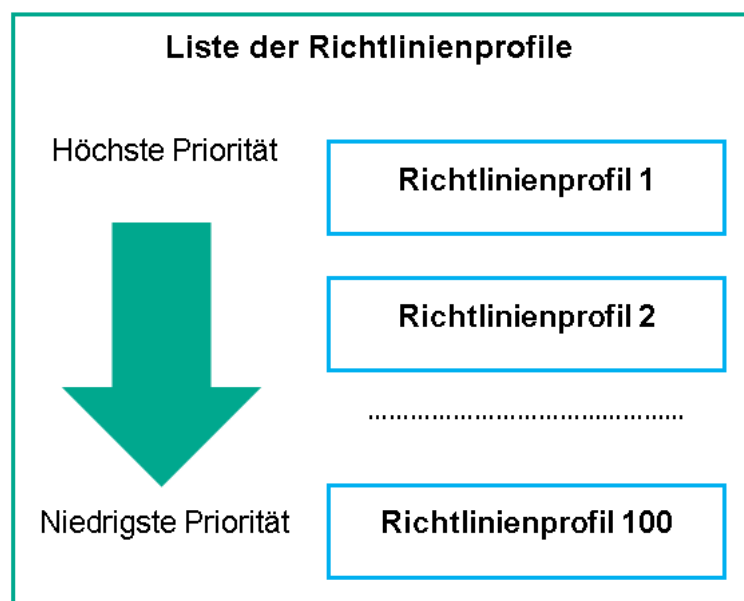 Liste der Richtlinienprofile
Höchste Priorität
Richtlinienprofil 1
Richtlinienprofil 2
................................................
Niedrigste Priorität
Richtlinienprofil 100